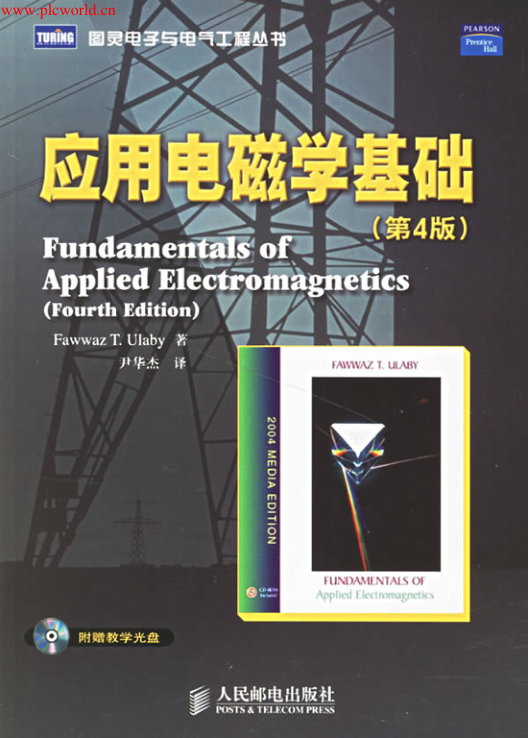 www.plcworld.cn
TURING
图灵电子与电气工程丛书
PEARSON
Prentice
Hall
应用电磁学基础
(第4版)
Fundamentals of
Applied Electromagnetics
(Fourth Edition)
Fawwaz T. Ulaby 著
尹华杰 译
FAWWAZ T. ULABY
2004 MEDIA EDITION
CD-ROM
Included
FUNDAMENTALS OF
Applied Electromagnetics
附赠教学光盘
人民邮电出版社
POSTS & TELECOM PRESS